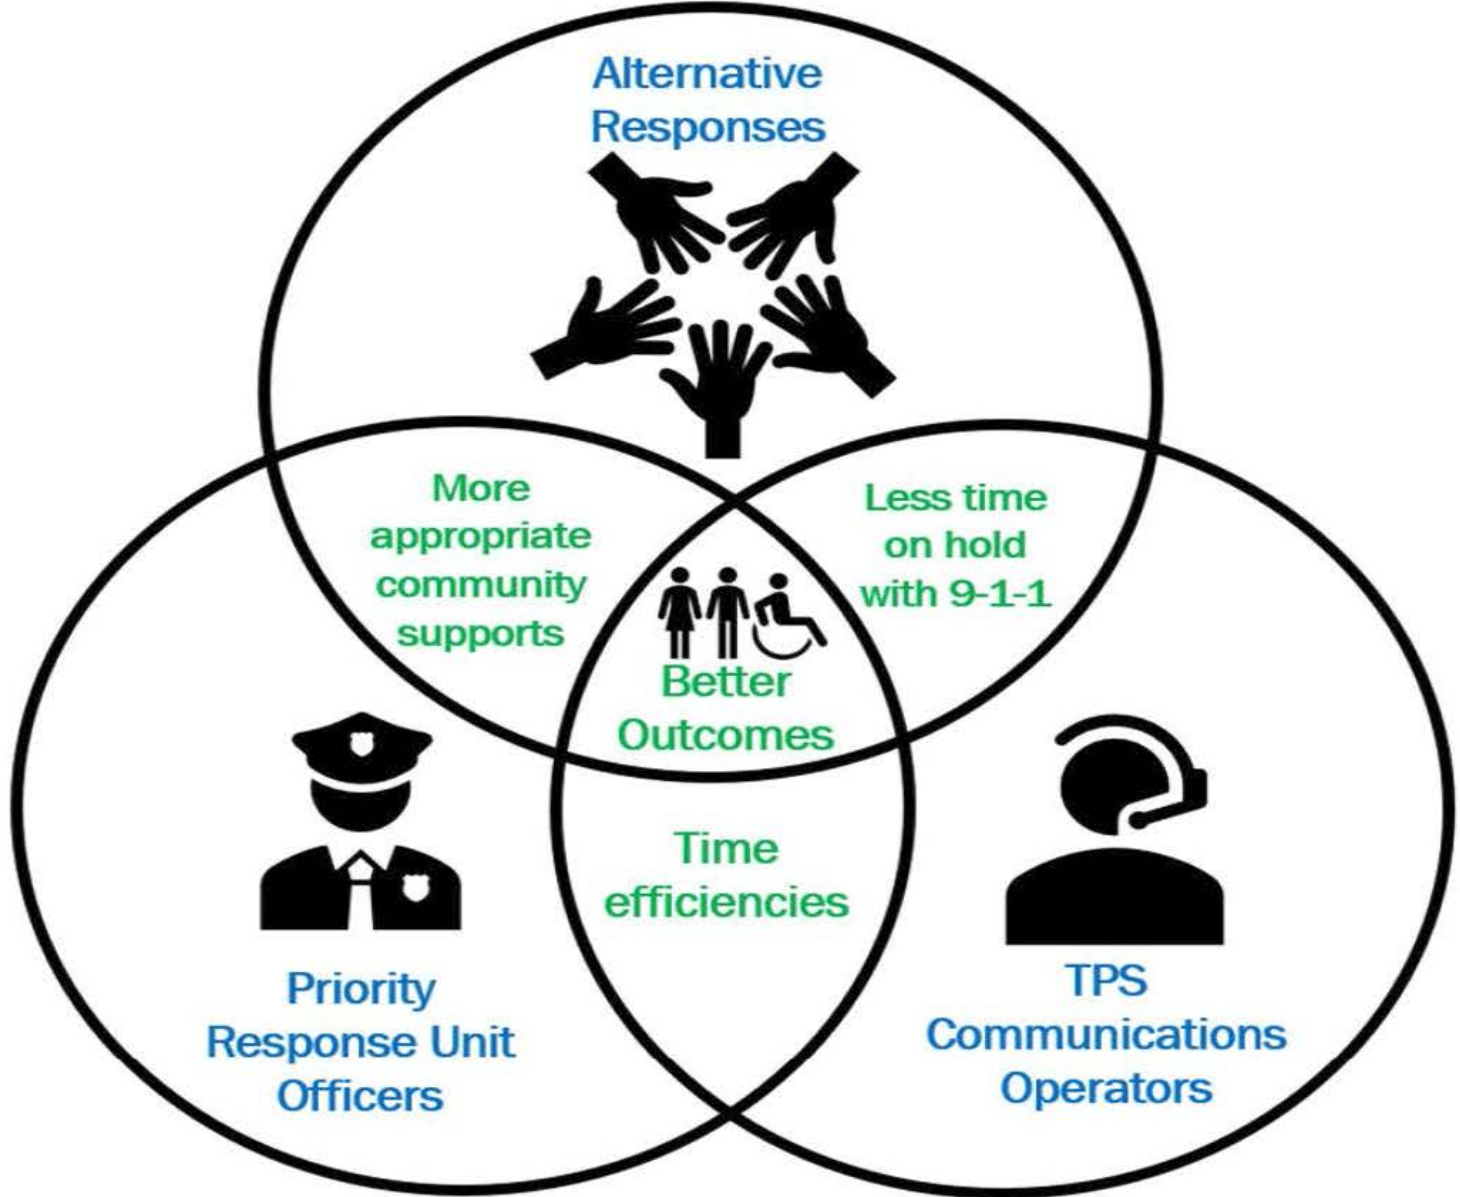 Alternative
Responses
More
appropriate
community
supports
Less time
on hold
with 9-1-1
Better
Outcomes
Time
efficiencies
Priority
Response Unit
Officers
TPS
Communications
Operators